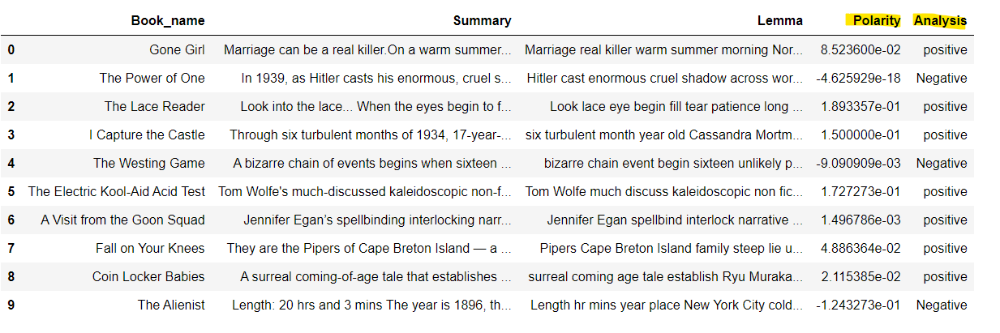 Book_name Summary Lemma Polarity Analysis
0 Gone Girl Marriage can be a real killer.On a warm summer... Marriage real killer warm summer morning Nor... 8.523600e-02 positive
1 The Power of One In 1939, as Hitler casts his enormous, cruel s... Hitler cast enormous cruel shadow across wor... -4.625929e-18 Negative
2 The Lace Reader Look into the lace... When the eyes begin to f... Look lace eye begin fill tear patience long ... 1.893357e-01 positive
3 I Capture the Castle Through six turbulent months of 1934, 17-year-... six turbulent month year old Cassandra Mortm... 1.500000e-01 positive
4 The Westing Game A bizarre chain of events begins when sixteen ... bizarre chain event begin sixteen unlikely p... -9.090909e-03 Negative
5 The Electric Kool-Aid Acid Test Tom Wolfe's much-discussed kaleidoscopic non-f... Tom Wolfe much discuss kaleidoscopic non fic... 1.727273e-01 positive
6 A Visit from the Goon Squad Jennifer Egan’s spellbinding interlocking narr... Jennifer Egan spellbind interlock narrative ... 1.496786e-03 positive
7 Fall on Your Knees They are the Pipers of Cape Breton Island — a ... Pipers Cape Breton Island family steep lie u... 4.886364e-02 positive
8 Coin Locker Babies A surreal coming-of-age tale that establishes ... surreal coming age tale establish Ryu Muraka... 2.115385e-02 positive
9 The Alienist Length: 20 hrs and 3 mins The year is 1896, th... Length hr mins year place New York City cold... -1.243273e-01 Negative